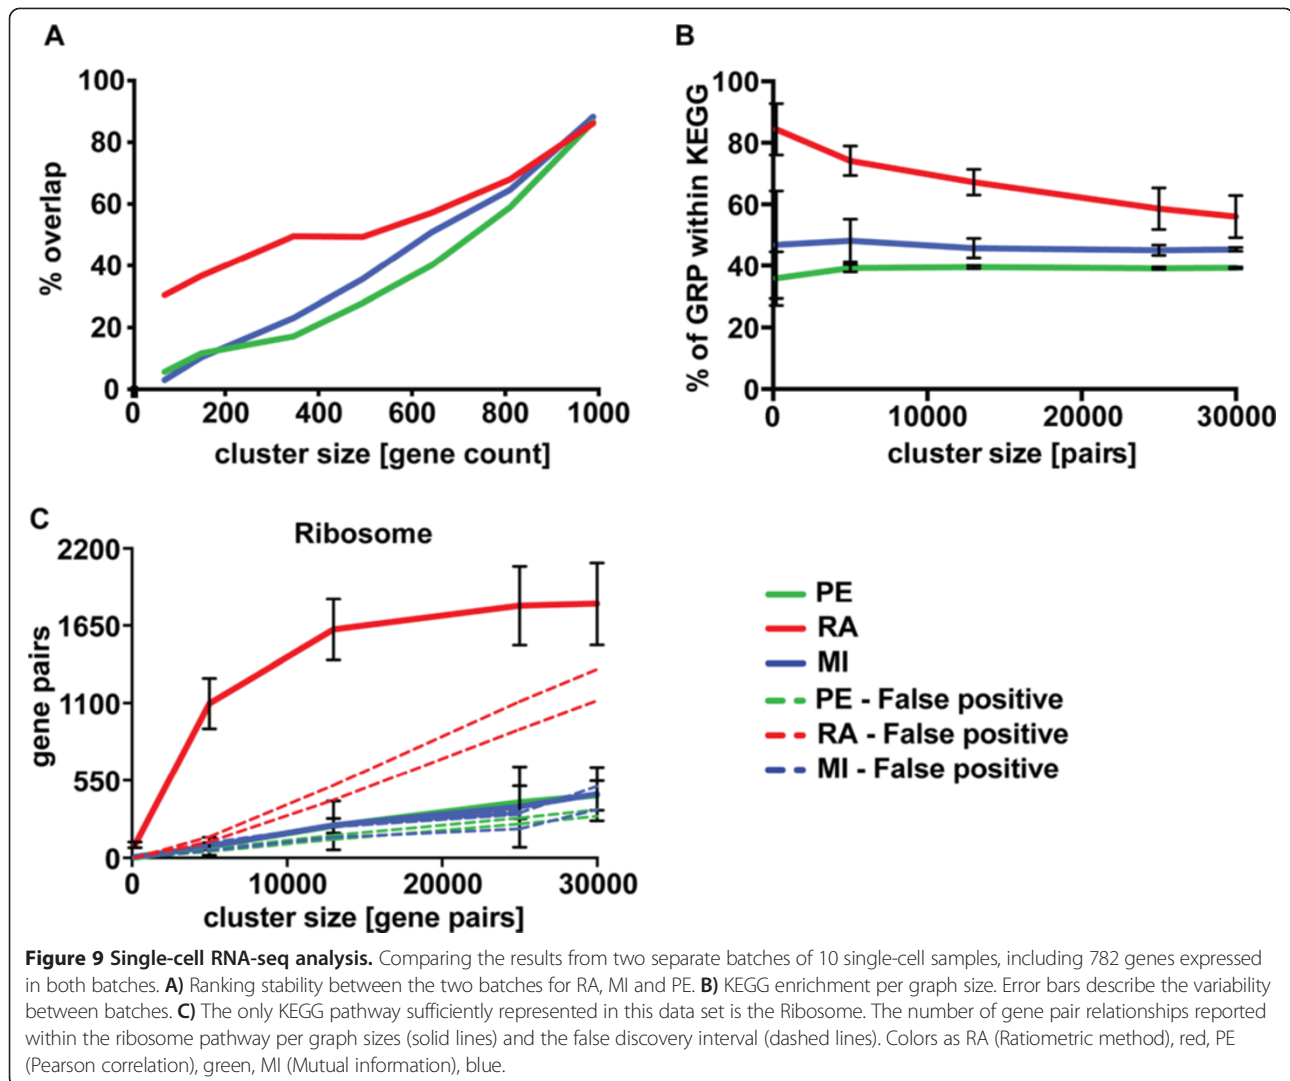 A
100
80
60
40
20
0
% overlap
0 200 400 600 800 1000
cluster size [gene count]
B
100
80
60
40
20
0
% of GRP within KEGG
0 10000 20000 30000
cluster size [pairs]
C
Ribosome
2200
1650
1100
550
0
gene pairs
0 10000 20000 30000
cluster size [gene pairs]
PE
RA
MI
PE - False positive
RA - False positive
MI - False positive
Figure 9 Single-cell RNA-seq analysis. Comparing the results from two separate batches of 10 single-cell samples, including 782 genes expressed
in both batches. A) Ranking stability between the two batches for RA, MI and PE. B) KEGG enrichment per graph size. Error bars describe the variability
between batches. C) The only KEGG pathway sufficiently represented in this data set is the Ribosome. The number of gene pair relationships reported
within the ribosome pathway per graph sizes (solid lines) and the false discovery interval (dashed lines). Colors as RA (Ratiometric method), red, PE
(Pearson correlation), green, MI (Mutual information), blue.